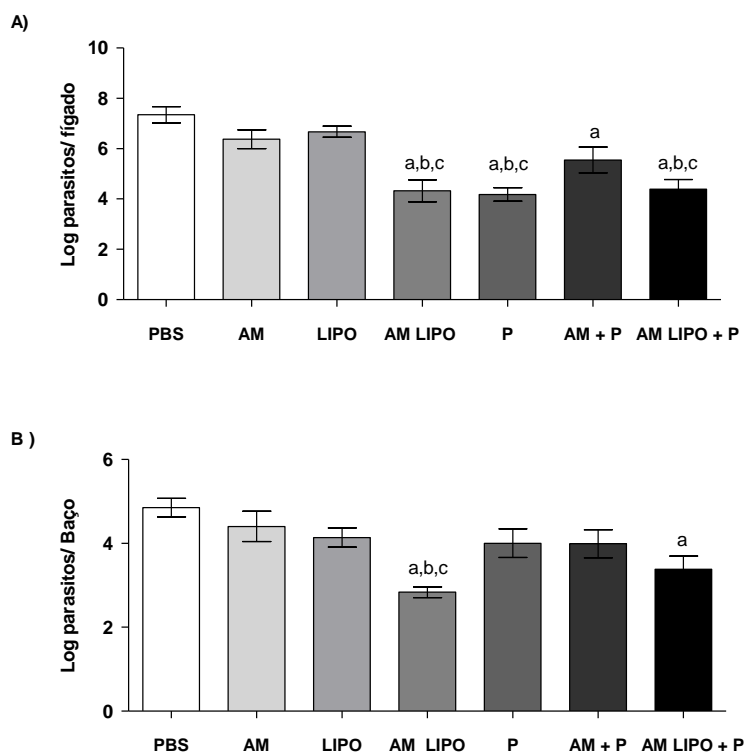 A)
Log parasitos/ fígado
10
8
6
4
2
0
a,b,c
a,b,c
a
a,b,c
PBS
AM
LIPO
AM LIPO
P
AM + P
AM LIPO + P
B )
Log parasitos/ Baço
6
4
2
0
a,b,c
a
PBS
AM
LIPO
AM LIPO
P
AM + P
AM LIPO + P